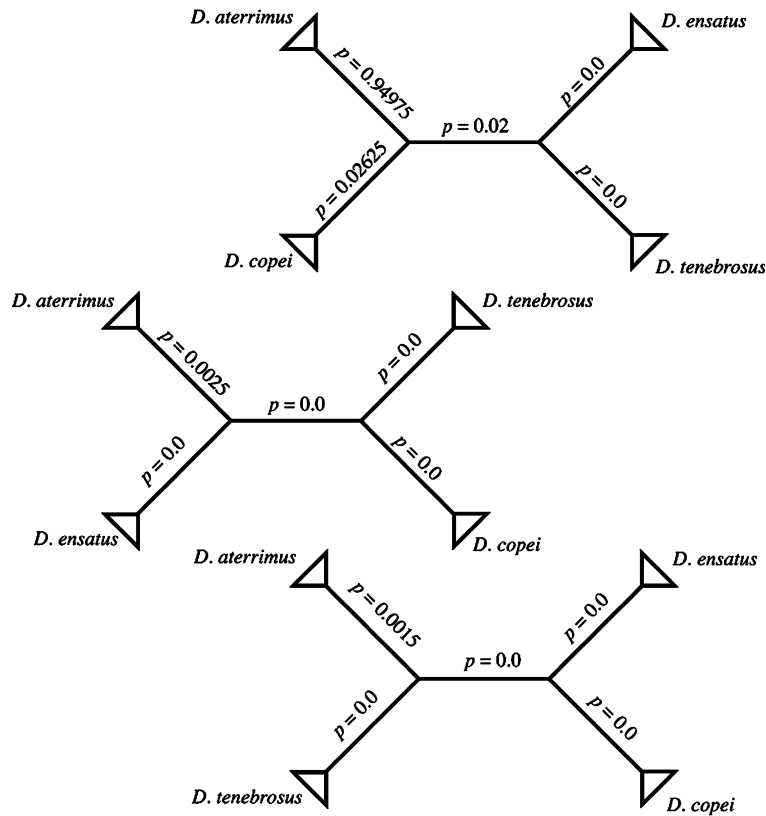 D. aterrimus
D. ensatus
p = 0.94975
p = 0.0
p = 0.02
p = 0.02625
p = 0.0
D. copei
D. tenebrosus
D. aterrimus
D. tenebrosus
p = 0.0025
p = 0.0
p = 0.0
p = 0.0
p = 0.0
D. ensatus
D. copei
D. aterrimus
D. ensatus
p = 0.0015
p = 0.0
p = 0.0
p = 0.0
p = 0.0
D. tenebrosus
D. copei